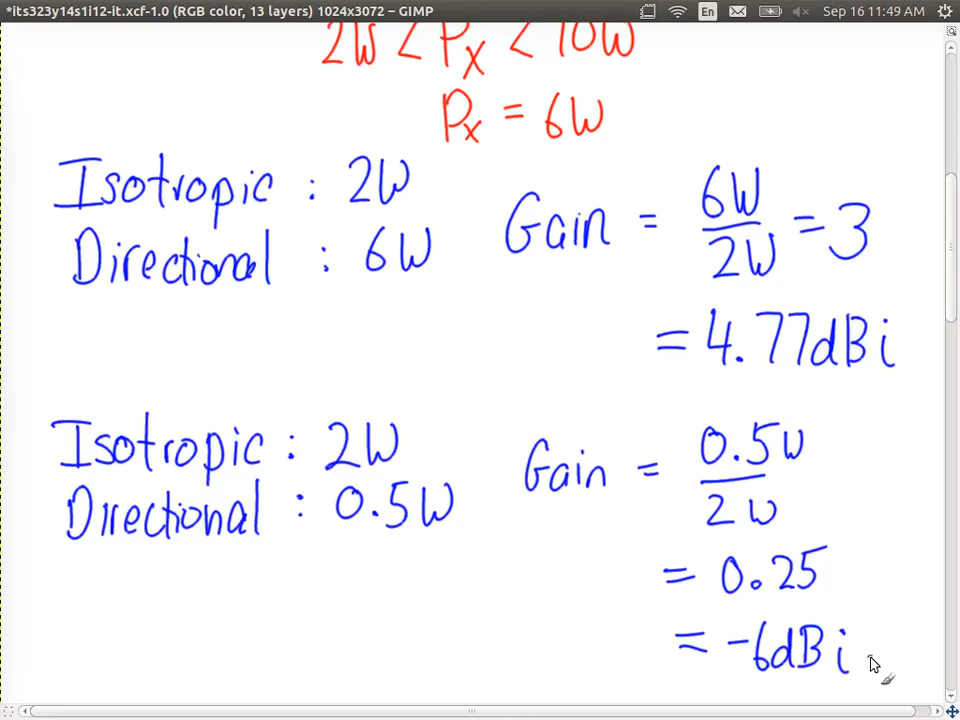 *its323y14s1i12-it.xcf-1.0 (RGB color, 13 layers) 1024x3072 – GIMP En Sep 16 11:49 AM
2W < Px < 10W
Px = 6W
Isotropic : 2W
Directional : 6W
Gain = 6W / 2W = 3
= 4.77dBi
Isotropic : 2W
Directional : 0.5W
Gain = 0.5W / 2W
= 0.25
= -6dBi